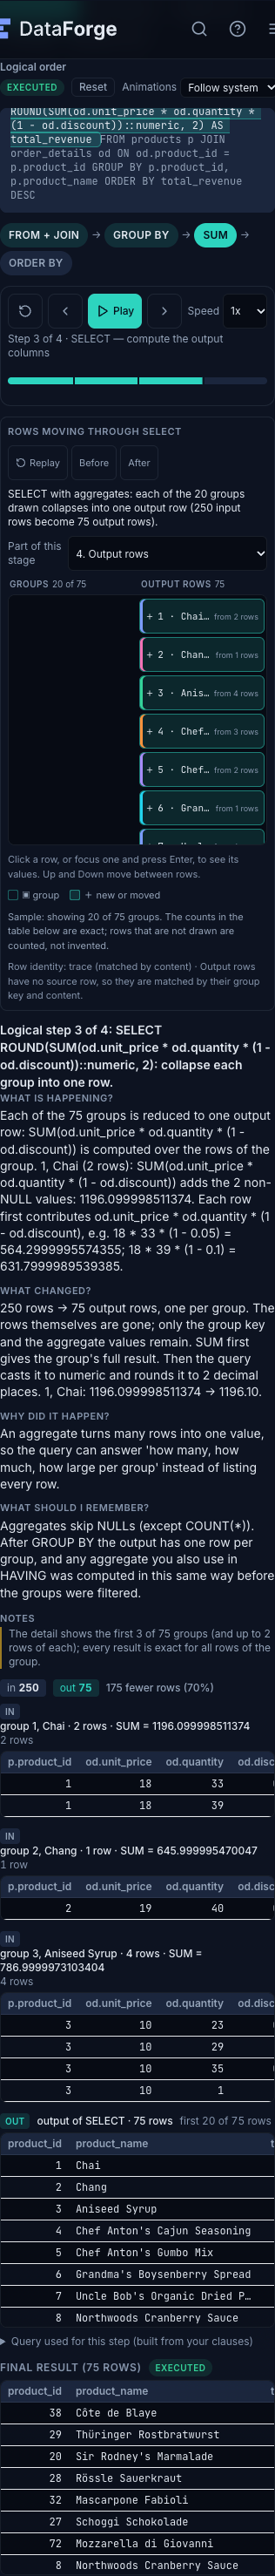 DataForge
Logical order
EXECUTED Reset Animations Follow system
ROUND(SUM(od.unit_price * od.quantity *
(1 - od.discount))::numeric, 2) AS
total_revenue FROM products p JOIN
order_details od ON od.product_id =
p.product_id GROUP BY p.product_id,
p.product_name ORDER BY total_revenue
DESC
FROM + JOIN → GROUP BY → SUM →
ORDER BY
Play Speed 1x
Step 3 of 4 · SELECT — compute the output
columns
ROWS MOVING THROUGH SELECT
Replay Before After
SELECT with aggregates: each of the 20 groups
drawn collapses into one output row (250 input
rows become 75 output rows).
Part of this
stage
4. Output rows
GROUPS 20 of 75 OUTPUT ROWS 75
+ 1 · Chai… from 2 rows
+ 2 · Chan… from 1 rows
+ 3 · Anis… from 4 rows
+ 4 · Chef… from 3 rows
+ 5 · Chef… from 2 rows
+ 6 · Gran… from 1 rows
Click a row, or focus one and press Enter, to see its
values. Up and Down move between rows.
▣ group + new or moved
Sample: showing 20 of 75 groups. The counts in the
table below are exact; rows that are not drawn are
counted, not invented.
Row identity: trace (matched by content) · Output rows
have no source row, so they are matched by their group
key and content.
Logical step 3 of 4: SELECT
ROUND(SUM(od.unit_price * od.quantity * (1 -
od.discount))::numeric, 2): collapse each
group into one row.
WHAT IS HAPPENING?
Each of the 75 groups is reduced to one output
row: SUM(od.unit_price * od.quantity * (1 -
od.discount)) is computed over the rows of the
group. 1, Chai (2 rows): SUM(od.unit_price *
od.quantity * (1 - od.discount)) adds the 2 non-
NULL values: 1196.099998511374. Each row
first contributes od.unit_price * od.quantity * (1
- od.discount), e.g. 18 * 33 * (1 - 0.05) =
564.2999995574355; 18 * 39 * (1 - 0.1) =
631.7999989539385.
WHAT CHANGED?
250 rows → 75 output rows, one per group. The
rows themselves are gone; only the group key
and the aggregate values remain. SUM first
gives the group's full result. Then the query
casts it to numeric and rounds it to 2 decimal
places. 1, Chai: 1196.099998511374 → 1196.10.
WHY DID IT HAPPEN?
An aggregate turns many rows into one value,
so the query can answer 'how many, how
much, how large per group' instead of listing
every row.
WHAT SHOULD I REMEMBER?
Aggregates skip NULLs (except COUNT(*)).
After GROUP BY the output has one row per
group, and any aggregate you also use in
HAVING was computed in this same way before
the groups were filtered.
NOTES
The detail shows the first 3 of 75 groups (and up to 2
rows of each); every result is exact for all rows of the
group.
in 250 out 75 175 fewer rows (70%)
IN
group 1, Chai · 2 rows · SUM = 1196.099998511374
2 rows
p.product_id od.unit_price od.quantity od.disc
1 18 33
1 18 39
IN
group 2, Chang · 1 row · SUM = 645.999995470047
1 row
p.product_id od.unit_price od.quantity od.disc
2 19 40
IN
group 3, Aniseed Syrup · 4 rows · SUM =
786.9999973103404
4 rows
p.product_id od.unit_price od.quantity od.disc
3 10 23
3 10 29
3 10 35
3 10 1
OUT output of SELECT · 75 rows first 20 of 75 rows
product_id product_name t
1 Chai
2 Chang
3 Aniseed Syrup
4 Chef Anton's Cajun Seasoning
5 Chef Anton's Gumbo Mix
6 Grandma's Boysenberry Spread
7 Uncle Bob's Organic Dried P…
8 Northwoods Cranberry Sauce
Query used for this step (built from your clauses)
FINAL RESULT (75 ROWS) EXECUTED
product_id product_name t
38 Côte de Blaye
29 Thüringer Rostbratwurst
20 Sir Rodney's Marmalade
28 Rössle Sauerkraut
32 Mascarpone Fabioli
27 Schoggi Schokolade
72 Mozzarella di Giovanni
8 Northwoods Cranberry Sauce